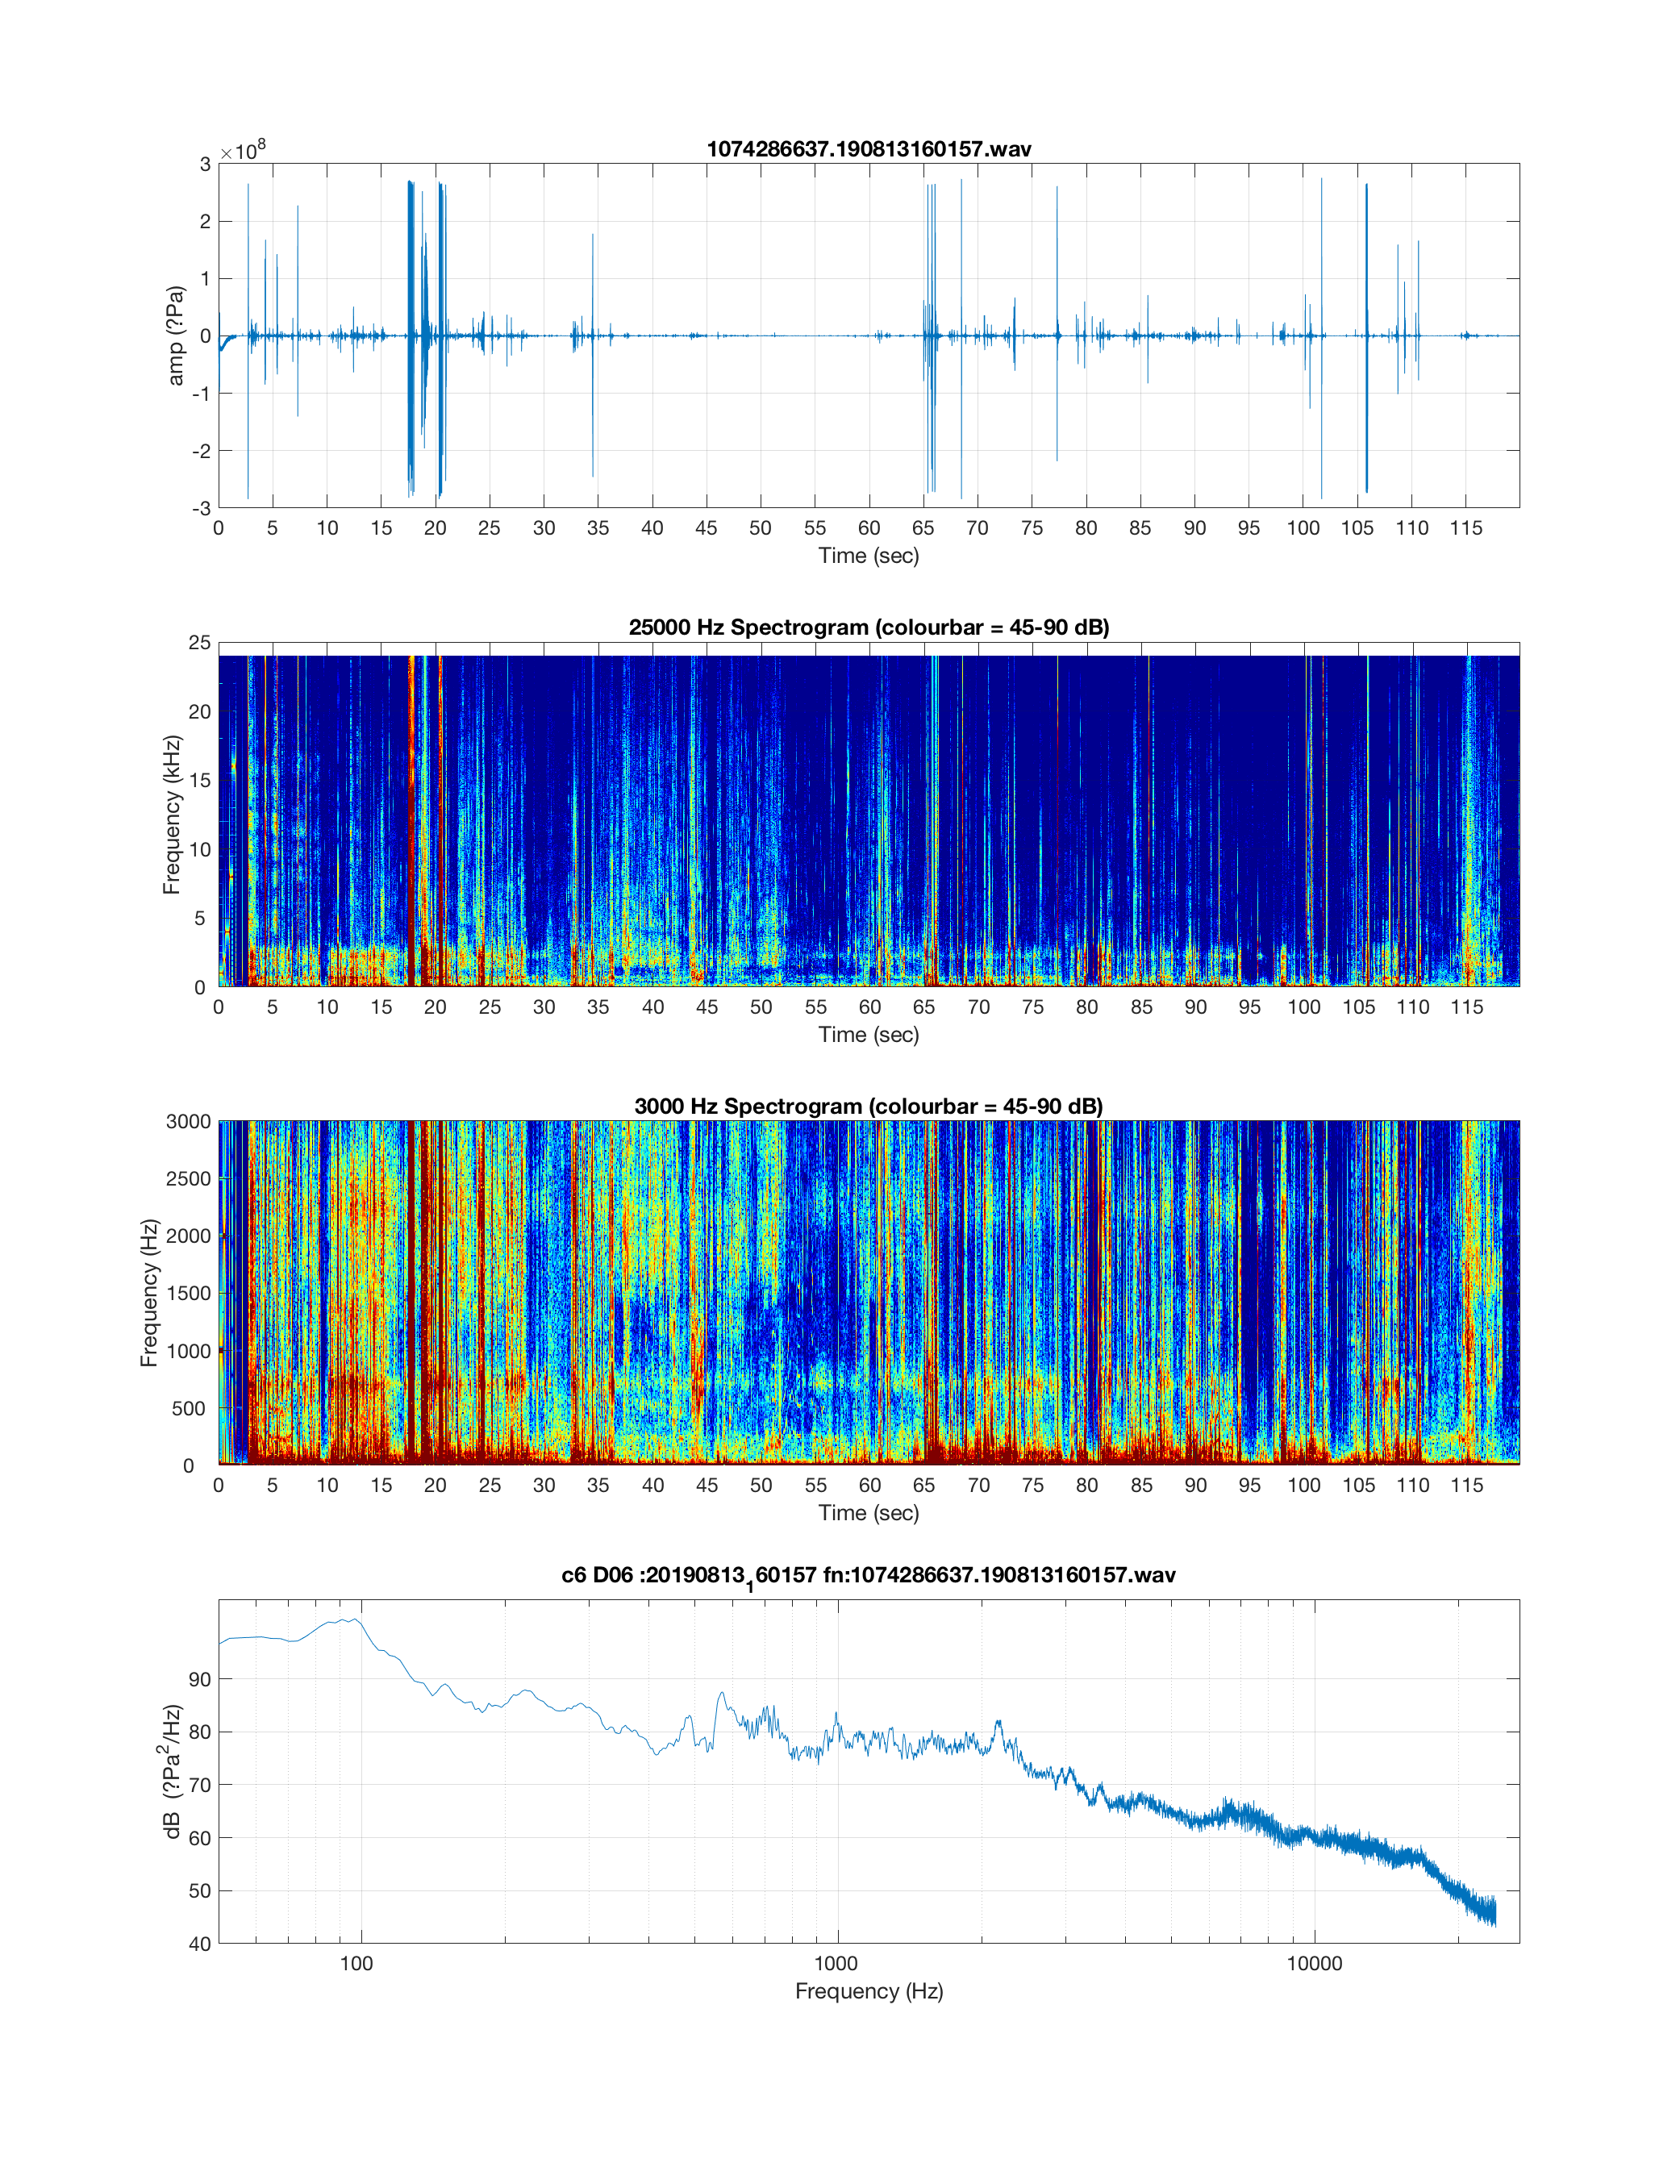 1074286637.190813160157.wav
×10^8
3
2
1
0
-1
-2
-3
amp (?Pa)
0 5 10 15 20 25 30 35 40 45 50 55 60 65 70 75 80 85 90 95 100 105 110 115
Time (sec)
25000 Hz Spectrogram (colourbar = 45-90 dB)
25
20
15
10
5
0
Frequency (kHz)
0 5 10 15 20 25 30 35 40 45 50 55 60 65 70 75 80 85 90 95 100 105 110 115
Time (sec)
3000 Hz Spectrogram (colourbar = 45-90 dB)
3000
2500
2000
1500
1000
500
0
Frequency (Hz)
0 5 10 15 20 25 30 35 40 45 50 55 60 65 70 75 80 85 90 95 100 105 110 115
Time (sec)
c6 D06 :20190813_160157 fn:1074286637.190813160157.wav
90
80
70
60
50
40
dB (?Pa^2/Hz)
100 1000 10000
Frequency (Hz)